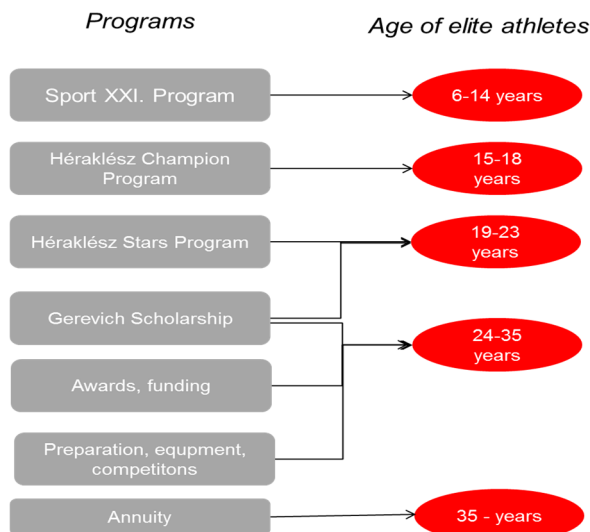 Programs
Age of elite athletes
Sport XXI. Program
6-14 years
Héraklész Champion
Program
15-18
years
Héraklész Stars Program
19-23
years
Gerevich Scholarship
24-35
years
Awards, funding
Preparation, equpment,
competitons
Annuity
35 - years